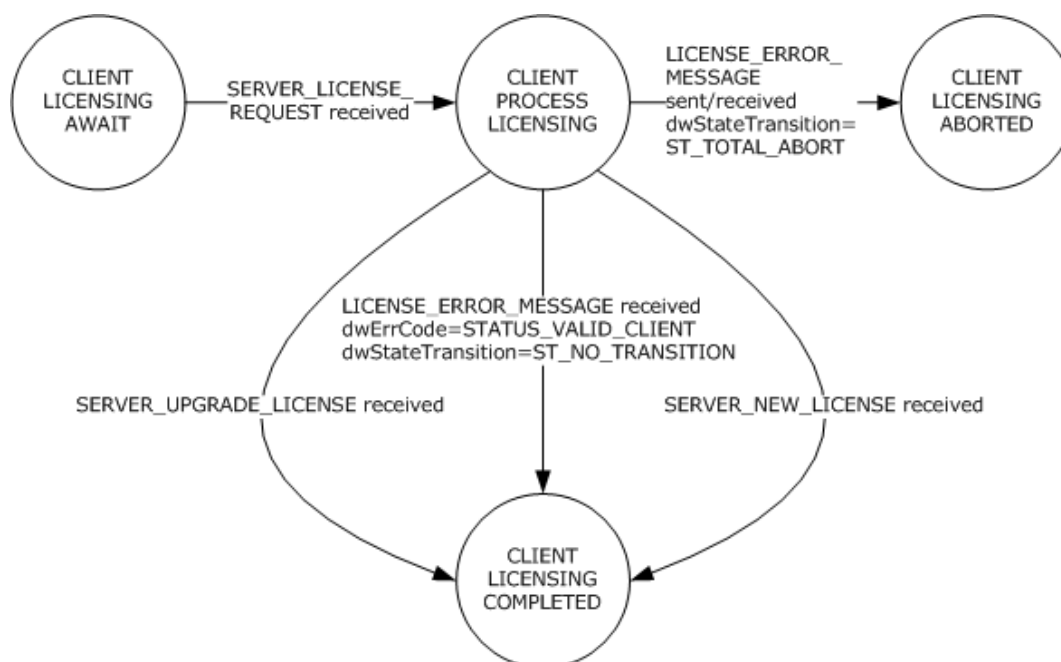 CLIENT
LICENSING
AWAIT
SERVER_LICENSE_
REQUEST received
CLIENT
PROCESS
LICENSING
LICENSE_ERROR_
MESSAGE
sent/received
dwStateTransition=
ST_TOTAL_ABORT
CLIENT
LICENSING
ABORTED
LICENSE_ERROR_MESSAGE received
dwErrCode=STATUS_VALID_CLIENT
dwStateTransition=ST_NO_TRANSITION
SERVER_UPGRADE_LICENSE received
SERVER_NEW_LICENSE received
CLIENT
LICENSING
COMPLETED